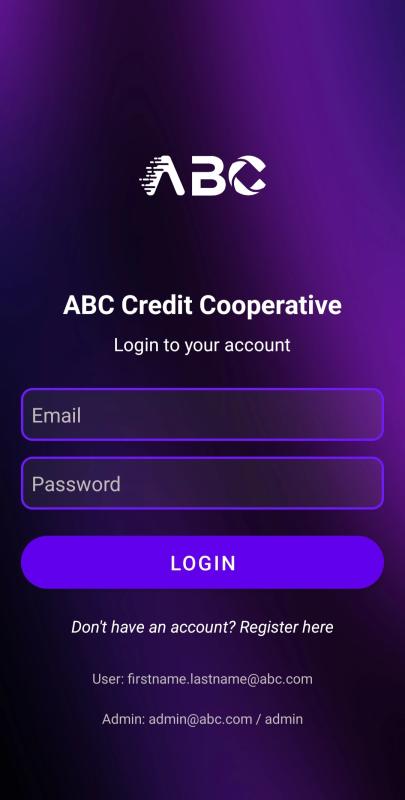 ABC
ABC Credit Cooperative
Login to your account
Email
Password
LOGIN
Don't have an account? Register here
User: firstname.lastname@abc.com
Admin: admin@abc.com / admin